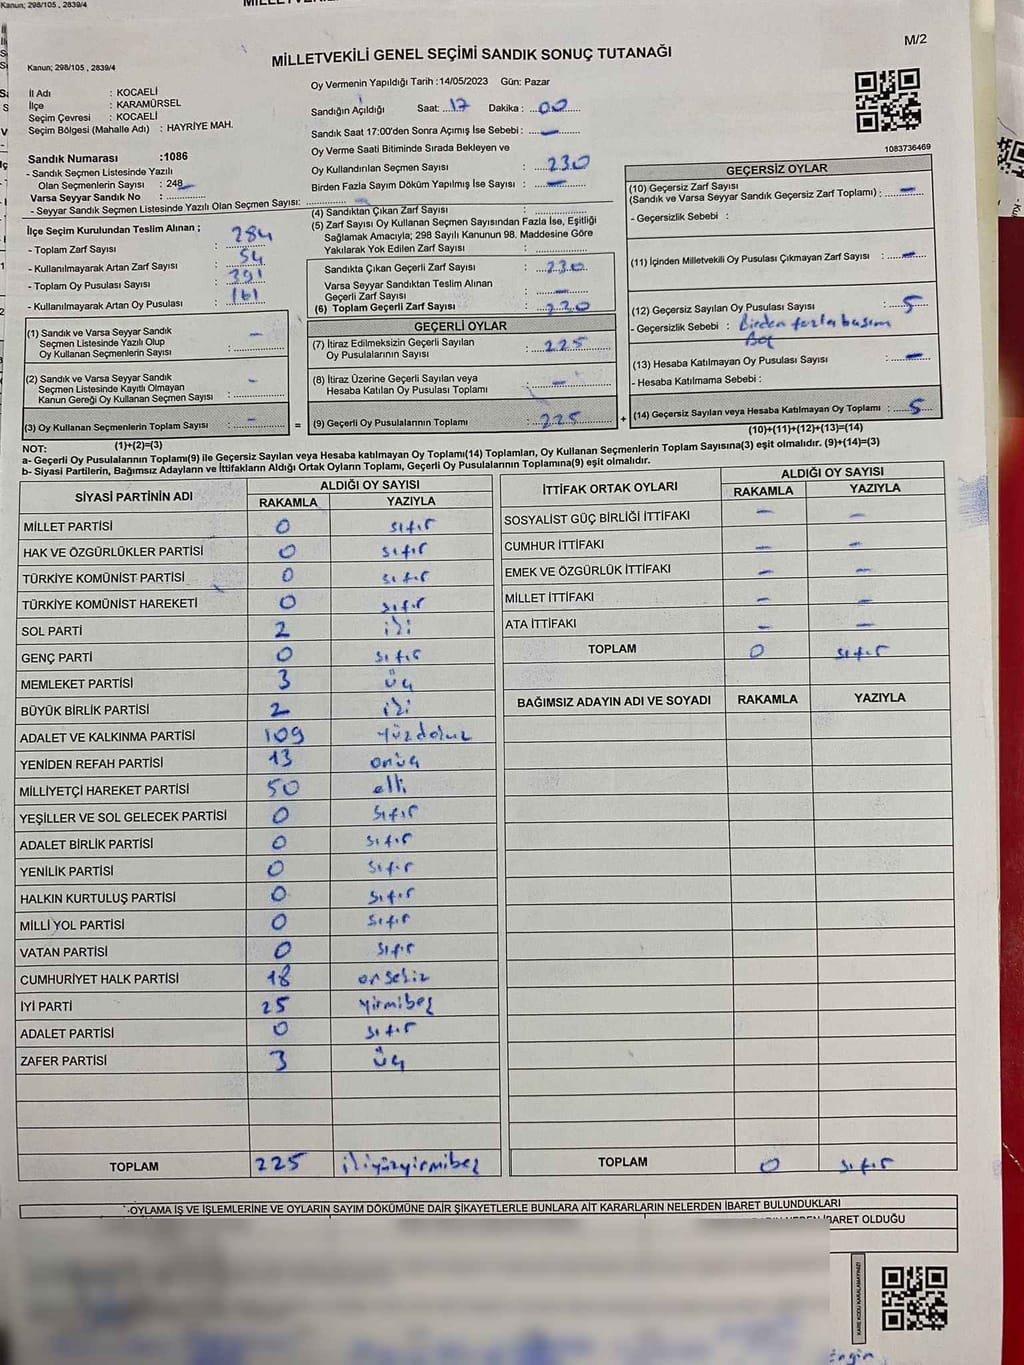 Kanun; 298/105 , 2839/4
MİLLETVEKİLİ GENEL SEÇİMİ SANDIK SONUÇ TUTANAĞI
M/2
Kanun; 298/105 , 2839/4
İl Adı : KOCAELİ
İlçe : KARAMÜRSEL
Seçim Çevresi : KOCAELİ
Seçim Bölgesi (Mahalle Adı) : HAYRİYE MAH.
Sandık Numarası :1086
- Sandık Seçmen Listesinde Yazılı
Olan Seçmenlerin Sayısı : 248
Varsa Seyyar Sandık No :
- Seyyar Sandık Seçmen Listesinde Yazılı Olan Seçmen Sayısı:
Oy Vermenin Yapıldığı Tarih :14/05/2023 Gün: Pazar
Sandığın Açıldığı Saat: 17 Dakika : 00
Sandık Saat 17:00'den Sonra Açımış İse Sebebi : —
Oy Verme Saati Bitiminde Sırada Bekleyen ve
Oy Kullandırılan Seçmen Sayısı : 230
Birden Fazla Sayım Döküm Yapılmış İse Sayısı : —
1083736469
İlçe Seçim Kurulundan Teslim Alınan ;
- Toplam Zarf Sayısı : 284
- Kullanılmayarak Artan Zarf Sayısı : 54
- Toplam Oy Pusulası Sayısı : 391
- Kullanılmayarak Artan Oy Pusulası : 161
(1) Sandık ve Varsa Seyyar Sandık
Seçmen Listesinde Yazılı Olup
Oy Kullanan Seçmenlerin Sayısı : —
(2) Sandık ve Varsa Seyyar Sandık
Seçmen Listesinde Kayıtlı Olmayan
Kanun Gereği Oy Kullanan Seçmen Sayısı : —
(3) Oy Kullanan Seçmenlerin Toplam Sayısı : —
(1)+(2)=(3)
(4) Sandıktan Çıkan Zarf Sayısı :
(5) Zarf Sayısı Oy Kullanan Seçmen Sayısından Fazla İse, Eşitliği
Sağlamak Amacıyla; 298 Sayılı Kanunun 98. Maddesine Göre
Yakılarak Yok Edilen Zarf Sayısı :
Sandıkta Çıkan Geçerli Zarf Sayısı : 230
Varsa Seyyar Sandıktan Teslim Alınan
Geçerli Zarf Sayısı : —
(6) Toplam Geçerli Zarf Sayısı : 230
GEÇERLİ OYLAR
(7) İtiraz Edilmeksizin Geçerli Sayılan
Oy Pusulalarının Sayısı : 225
(8) İtiraz Üzerine Geçerli Sayılan veya
Hesaba Katılan Oy Pusulası Toplamı : —
= (9) Geçerli Oy Pusulalarının Toplamı : 225 +
GEÇERSİZ OYLAR
(10) Geçersiz Zarf Sayısı
(Sandık ve Varsa Seyyar Sandık Geçersiz Zarf Toplamı) : —
- Geçersizlik Sebebi :
(11) İçinden Milletvekili Oy Pusulası Çıkmayan Zarf Sayısı : —
(12) Geçersiz Sayılan Oy Pusulası Sayısı : 5
- Geçersizlik Sebebi : Birden fazla basım
Boş
(13) Hesaba Katılmayan Oy Pusulası Sayısı : —
- Hesaba Katılmama Sebebi :
(14) Geçersiz Sayılan veya Hesaba Katılmayan Oy Toplamı : 5
(10)+(11)+(12)+(13)=(14)
NOT:
a- Geçerli Oy Pusulalarının Toplamı(9) ile Geçersiz Sayılan veya Hesaba katılmayan Oy Toplamı(14) Toplamları, Oy Kullanan Seçmenlerin Toplam Sayısına(3) eşit olmalıdır. (9)+(14)=(3)
b- Siyasi Partilerin, Bağımsız Adayların ve İttifakların Aldığı Ortak Oyların Toplamı, Geçerli Oy Pusulalarının Toplamına(9) eşit olmalıdır.
SİYASİ PARTİNİN ADI ALDIĞI OY SAYISI
RAKAMLA YAZIYLA
MİLLET PARTİSİ 0 sıfır
HAK VE ÖZGÜRLÜKLER PARTİSİ 0 sıfır
TÜRKİYE KOMÜNİST PARTİSİ 0 sıfır
TÜRKİYE KOMÜNİST HAREKETİ 0 sıfır
SOL PARTİ 2 iki
GENÇ PARTİ 0 sıfır
MEMLEKET PARTİSİ 3 üç
BÜYÜK BİRLİK PARTİSİ 2 iki
ADALET VE KALKINMA PARTİSİ 109 yüzdokuz
YENİDEN REFAH PARTİSİ 13 onüç
MİLLİYETÇİ HAREKET PARTİSİ 50 elli
YEŞİLLER VE SOL GELECEK PARTİSİ 0 sıfır
ADALET BİRLİK PARTİSİ 0 sıfır
YENİLİK PARTİSİ 0 sıfır
HALKIN KURTULUŞ PARTİSİ 0 sıfır
MİLLİ YOL PARTİSİ 0 sıfır
VATAN PARTİSİ 0 sıfır
CUMHURİYET HALK PARTİSİ 18 onsekiz
İYİ PARTİ 25 yirmibeş
ADALET PARTİSİ 0 sıfır
ZAFER PARTİSİ 3 üç
TOPLAM 225 ikiyüzyirmibeş
İTTİFAK ORTAK OYLARI ALDIĞI OY SAYISI
RAKAMLA YAZIYLA
SOSYALİST GÜÇ BİRLİĞİ İTTİFAKI — —
CUMHUR İTTİFAKI — —
EMEK VE ÖZGÜRLÜK İTTİFAKI — —
MİLLET İTTİFAKI — —
ATA İTTİFAKI — —
TOPLAM 0 sıfır
BAĞIMSIZ ADAYIN ADI VE SOYADI RAKAMLA YAZIYLA
TOPLAM 0 sıfır
-OYLAMA İŞ VE İŞLEMLERİNE VE OYLARIN SAYIM DÖKÜMÜNE DAİR ŞİKAYETLERLE BUNLARA AİT KARARLARIN NELERDEN İBARET BULUNDUKLARI
İBARET OLDUĞU
KARE KODU KARALAMAYINIZ!
Engin